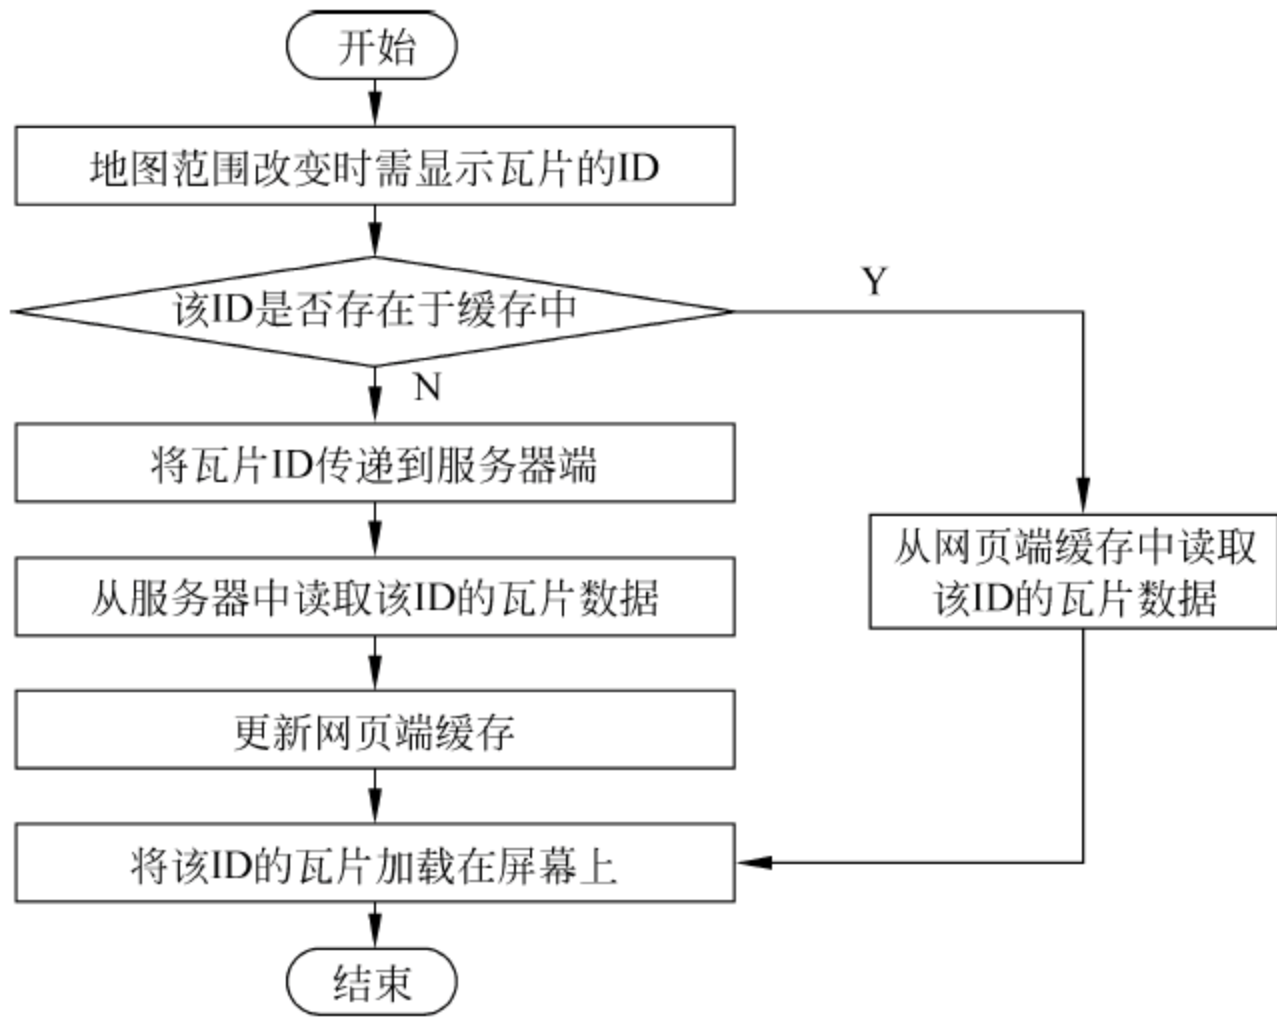 开始
地图范围改变时需显示瓦片的ID
该ID是否存在于缓存中
Y
N
将瓦片ID传递到服务器端
从服务器中读取该ID的瓦片数据
从网页端缓存中读取
该ID的瓦片数据
更新网页端缓存
将该ID的瓦片加载在屏幕上
结束